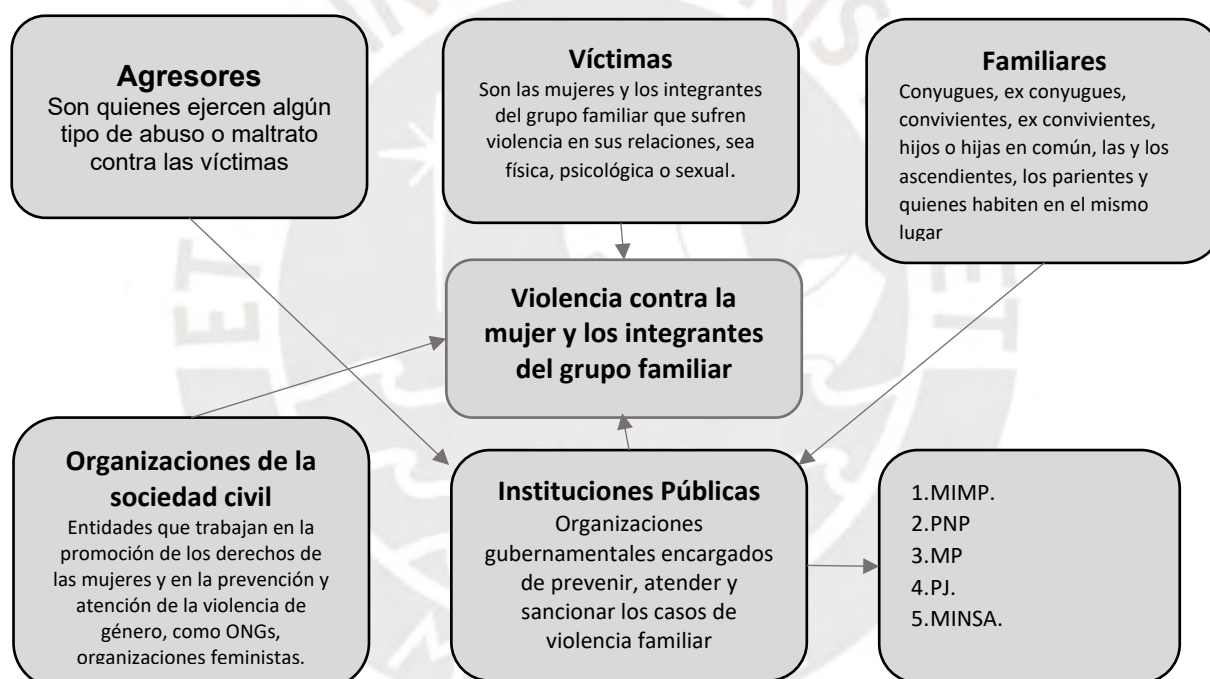 Agresores
Son quienes ejercen algún
tipo de abuso o maltrato
contra las víctimas
Víctimas
Son las mujeres y los integrantes
del grupo familiar que sufren
violencia en sus relaciones, sea
física, psicológica o sexual.
Familiares
Conyugues, ex conyugues,
convivientes, ex convivientes,
hijos o hijas en común, las y los
ascendientes, los parientes y
quienes habiten en el mismo
lugar
Violencia contra la
mujer y los integrantes
del grupo familiar
Organizaciones de la
sociedad civil
Entidades que trabajan en la
promoción de los derechos de
las mujeres y en la prevención y
atención de la violencia de
género, como ONGs,
organizaciones feministas.
Instituciones Públicas
Organizaciones
gubernamentales encargados
de prevenir, atender y
sancionar los casos de
violencia familiar
1.MIMP.
2.PNP
3.MP
4.PJ.
5.MINSA.